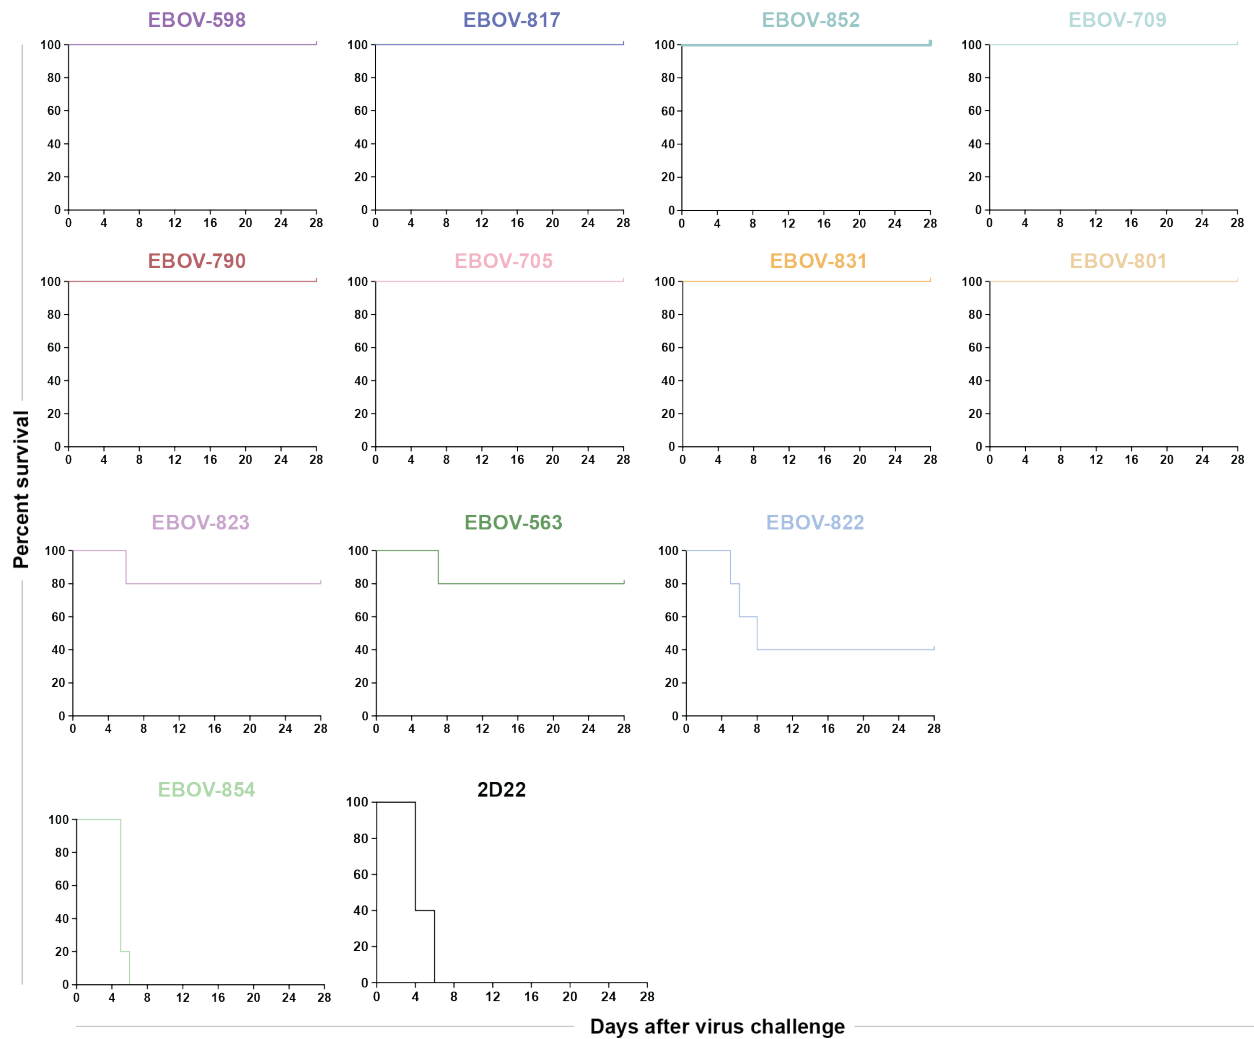 EBOV-598 EBOV-817 EBOV-852 EBOV-709
100 100 100 100
80 80 80 80
60 60 60 60
40 40 40 40
20 20 20 20
0 0 0 0
0 4 8 12 16 20 24 28 0 4 8 12 16 20 24 28 0 4 8 12 16 20 24 28 0 4 8 12 16 20 24 28
EBOV-790 EBOV-705 EBOV-831 EBOV-801
100 100 100 100
80 80 80 80
60 60 60 60
40 40 40 40
20 20 20 20
0 0 0 0
0 4 8 12 16 20 24 28 0 4 8 12 16 20 24 28 0 4 8 12 16 20 24 28 0 4 8 12 16 20 24 28
Percent survival
EBOV-823 EBOV-563 EBOV-822
100 100 100
80 80 80
60 60 60
40 40 40
20 20 20
0 0 0
0 4 8 12 16 20 24 28 0 4 8 12 16 20 24 28 0 4 8 12 16 20 24 28
EBOV-854 2D22
100 100
80 80
60 60
40 40
20 20
0 0
0 4 8 12 16 20 24 28 0 4 8 12 16 20 24 28
Days after virus challenge